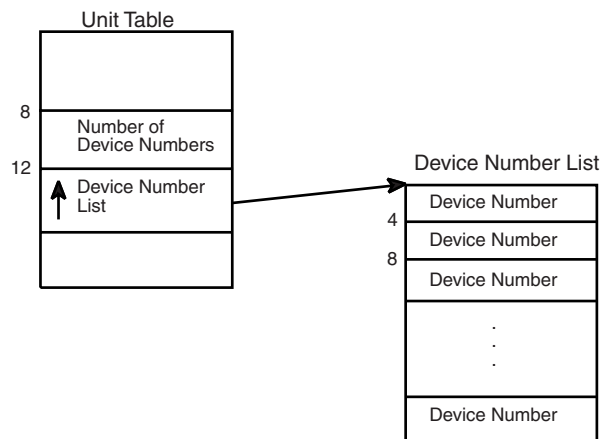 Unit Table
8
Number of
Device Numbers
12
Device Number
List
Device Number List
Device Number
4
Device Number
8
Device Number
.
.
.
Device Number